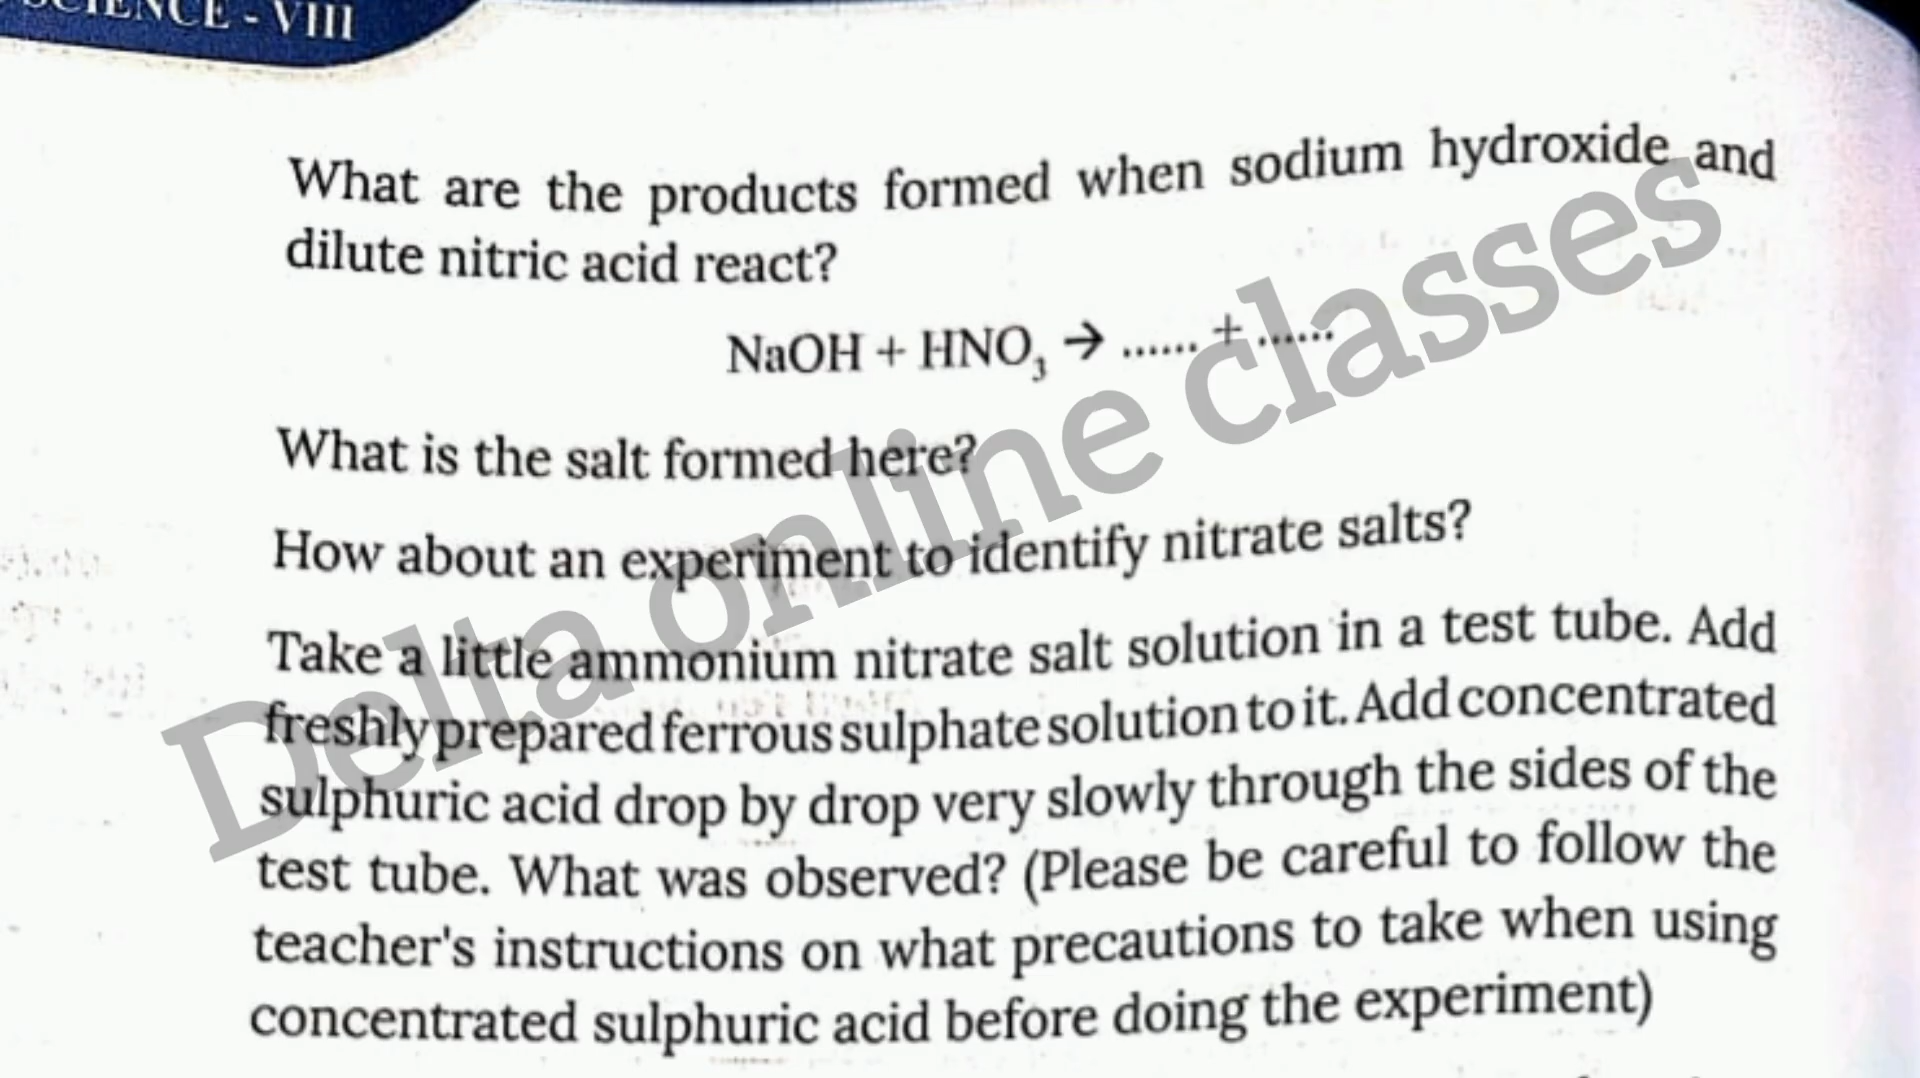 SCIENCE - VIII
What are the products formed when sodium hydroxide and
dilute nitric acid react?
NaOH + HNO₃ → ...... + ......
What is the salt formed here?
How about an experiment to identify nitrate salts?
Take a little ammonium nitrate salt solution in a test tube. Add
freshly prepared ferrous sulphate solution to it. Add concentrated
sulphuric acid drop by drop very slowly through the sides of the
test tube. What was observed? (Please be careful to follow the
teacher's instructions on what precautions to take when using
concentrated sulphuric acid before doing the experiment)
Delta online classes